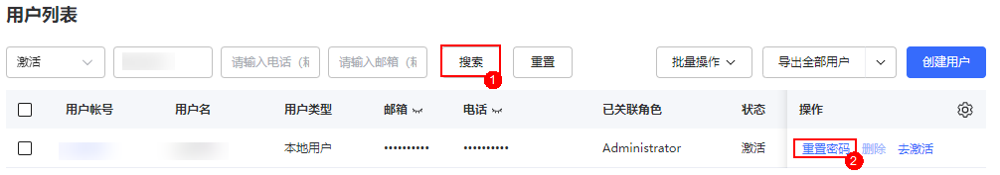 用户列表
激活 请输入电话（精 请输入邮箱（精 搜索 重置 批量操作 导出全部用户 创建用户
1
用户帐号 用户名 用户类型 邮箱 电话 已关联角色 状态 操作
本地用户 •••••••••• •••••••••• Administrator 激活 重置密码 删除 去激活
2